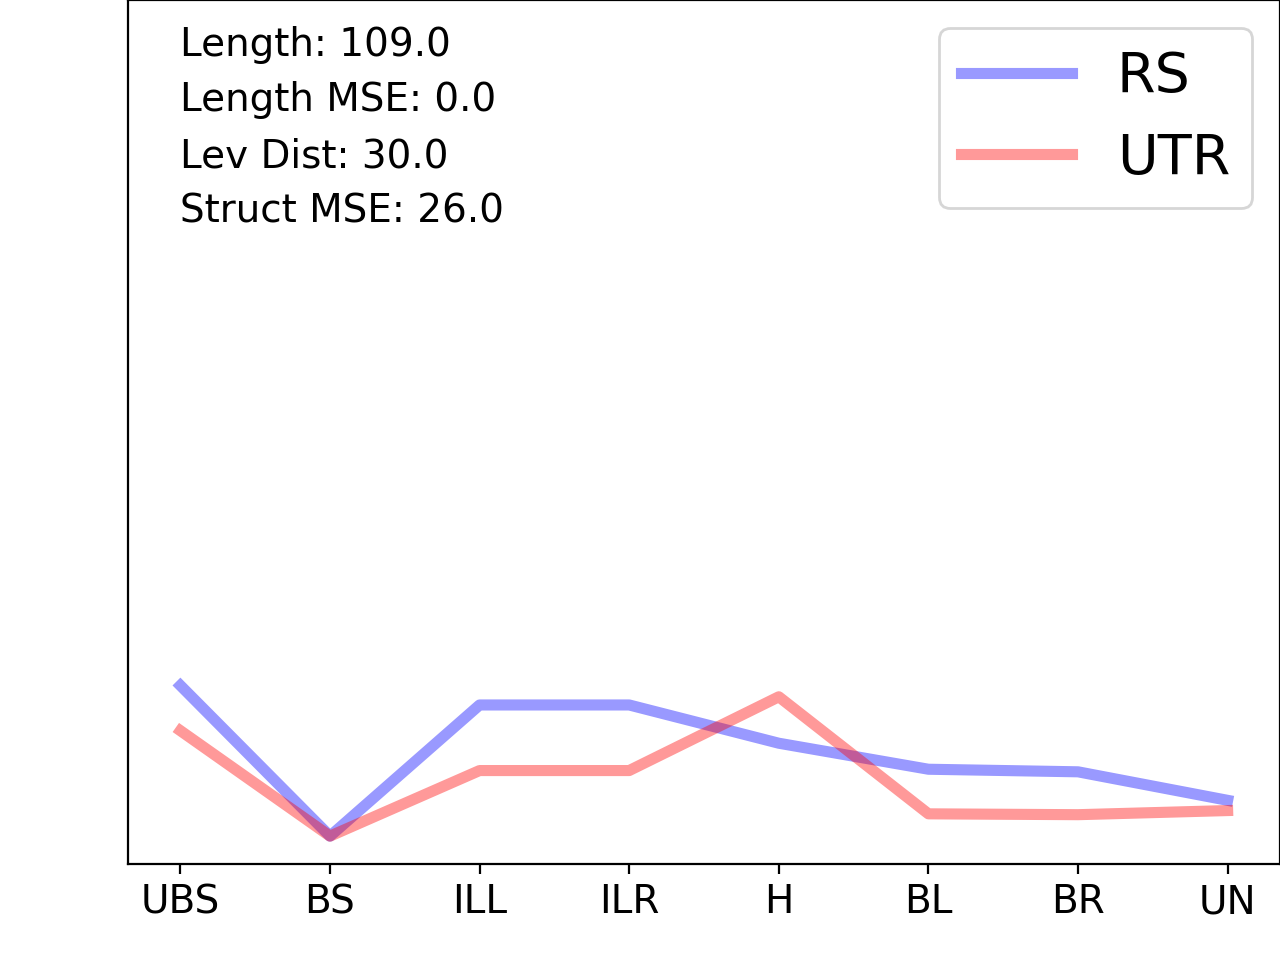 Length: 109.0
Length MSE: 0.0
Lev Dist: 30.0
Struct MSE: 26.0
RS
UTR
UBS BS ILL ILR H BL BR UN